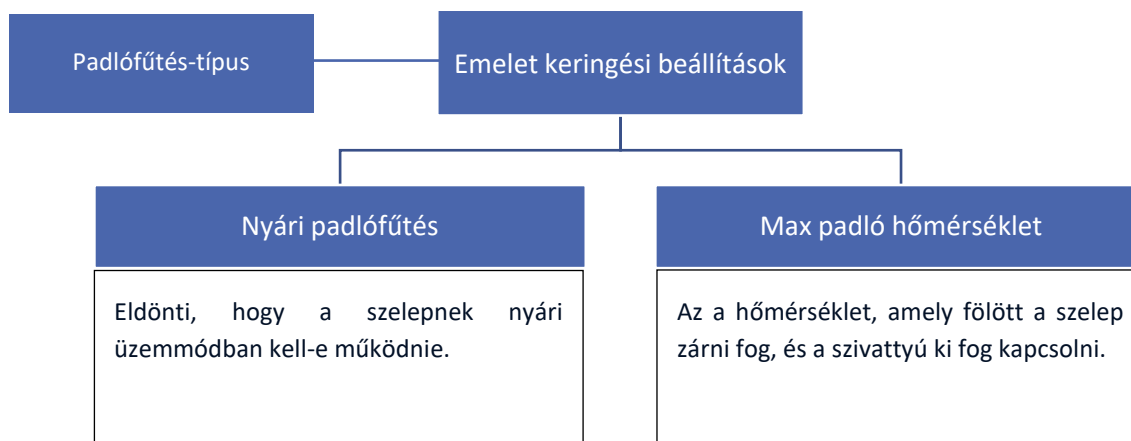 Padlófűtés-típus
Emelet keringési beállítások
Nyári padlófűtés
Eldönti, hogy a szelepnek nyári
üzemmódban kell-e működnie.
Max padló hőmérséklet
Az a hőmérséklet, amely fölött a szelep
zárni fog, és a szivattyú ki fog kapcsolni.